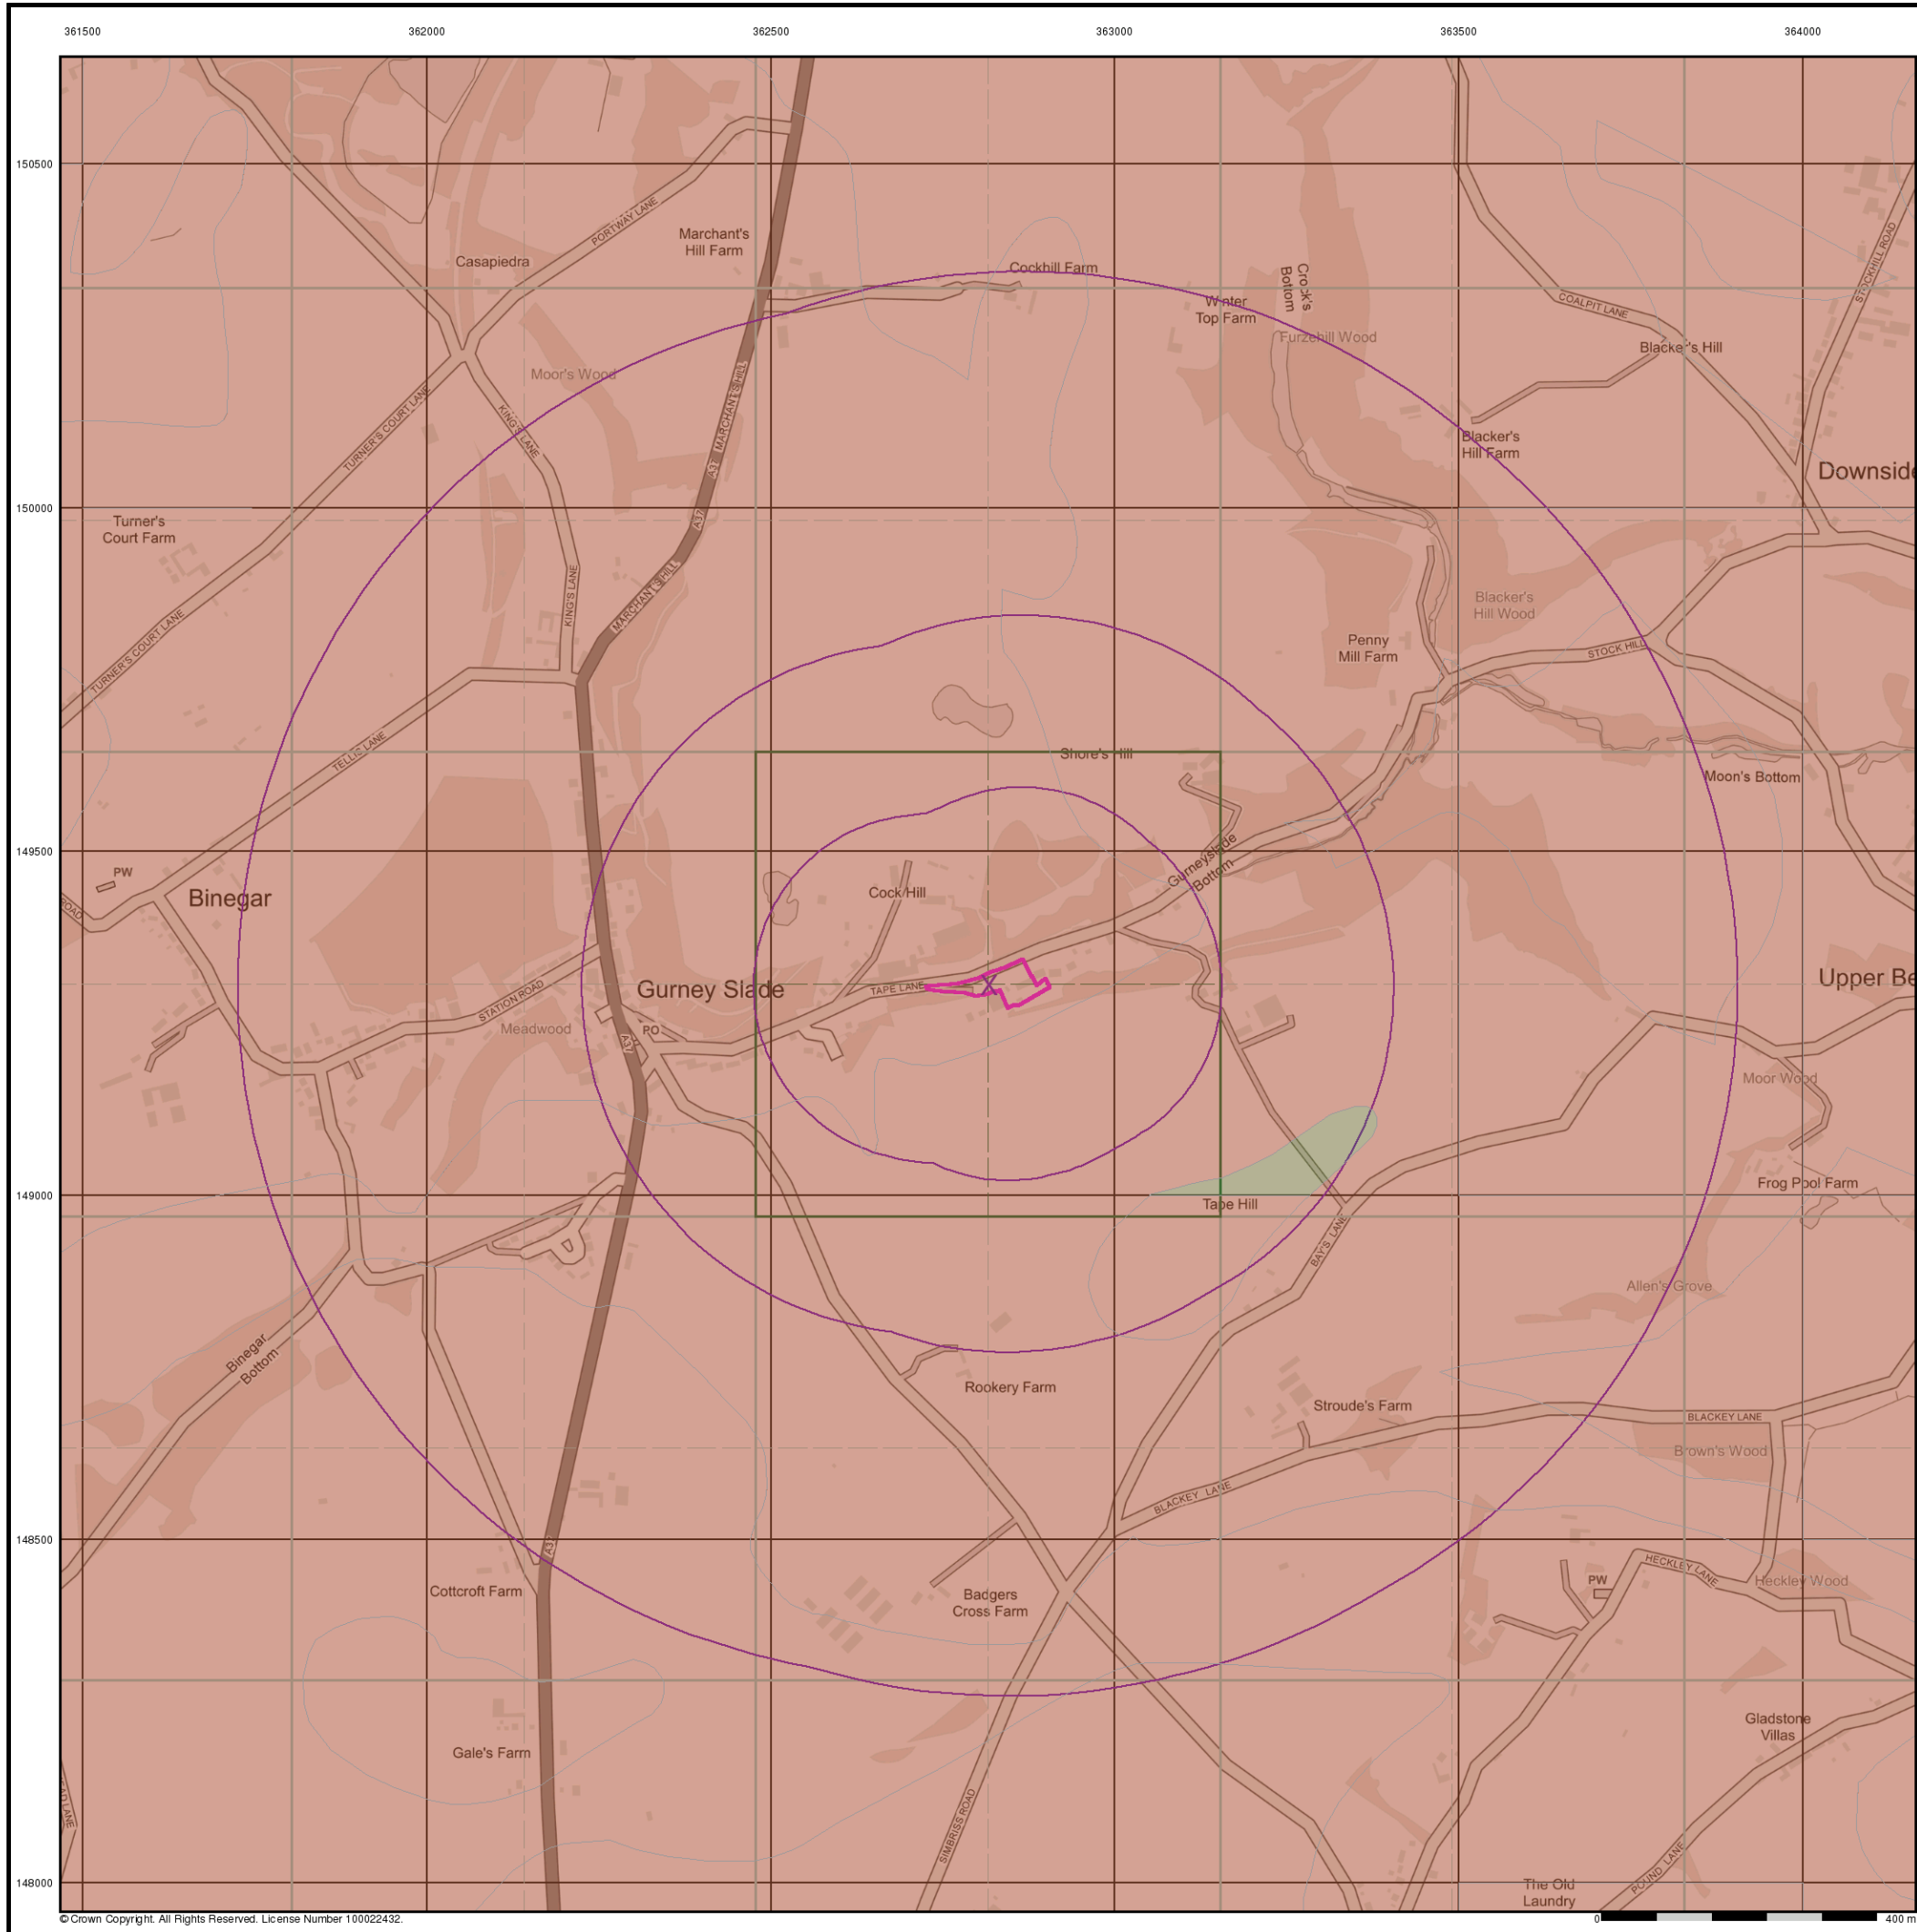 361500
362000
362500
363000
363500
364000
150500
150000
149500
149000
148500
148000
PORTWAY LANE
Marchant's
Hill Farm
Casapiedra
Cockhill Farm
Crock's
Bottom
Winter
Top Farm
Furzehill Wood
COALPIT LANE
STOCKHILL ROAD
Blacker's Hill
Moor's Wood
TURNER'S COURT LANE
KING'S LANE
A37
MARCHANT'S HILL
Blacker's
Hill Farm
Downside
Turner's
Court Farm
A37
KING'S LANE
MARCHANT'S HILL
Blacker's
Hill Wood
TURNER'S COURT LANE
Penny
Mill Farm
STOCK HILL
TELLIS LANE
Shore's Hill
Moon's Bottom
PW
Binegar
ROAD
Cock Hill
Gurneyslade
Bottom
Gurney Slade
TAPE LANE
STATION ROAD
Meadwood
PO
A37
Upper Be
Moor Wood
Tape Hill
Frog Pool Farm
BAY'S LANE
Allen's Grove
Binegar
Bottom
Rookery Farm
Stroude's Farm
BLACKEY LANE
Brown's Wood
BLACKEY LANE
A37
Cottcroft Farm
Badgers
Cross Farm
PW
HECKLEY LANE
Heckley Wood
Gale's Farm
Gladstone
Villas
EAD LANE
SIMBRISS ROAD
POUND LANE
The Old
Laundry
© Crown Copyright. All Rights Reserved. License Number 100022432.
0
400 m